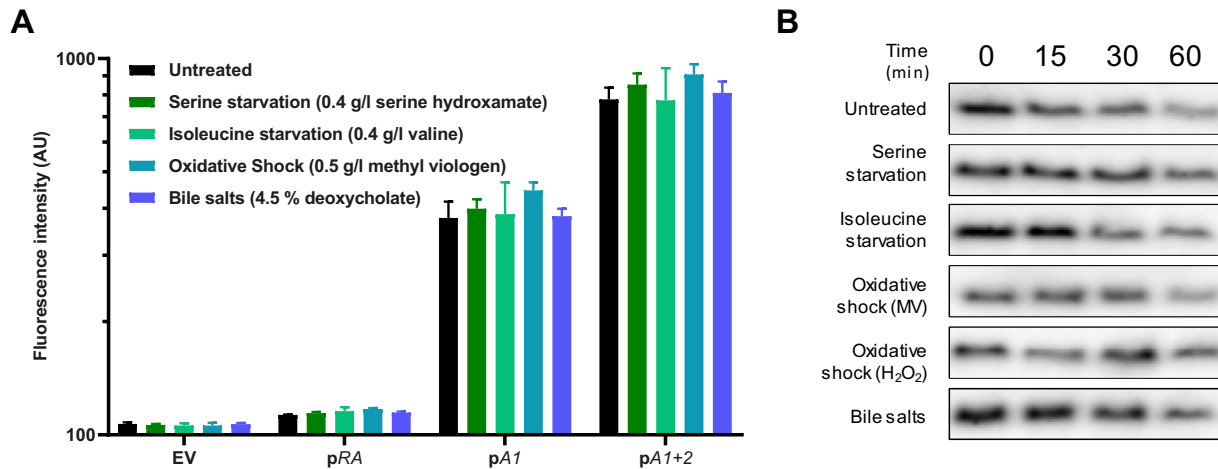 A
Fluorescence intensity (AU)
1000
100
Untreated
Serine starvation (0.4 g/l serine hydroxamate)
Isoleucine starvation (0.4 g/l valine)
Oxidative Shock (0.5 g/l methyl viologen)
Bile salts (4.5 % deoxycholate)
EV pRA pA1 pA1+2
B
Time
(min)
0 15 30 60
Untreated
Serine
starvation
Isoleucine
starvation
Oxidative
shock (MV)
Oxidative
shock (H₂O₂)
Bile salts